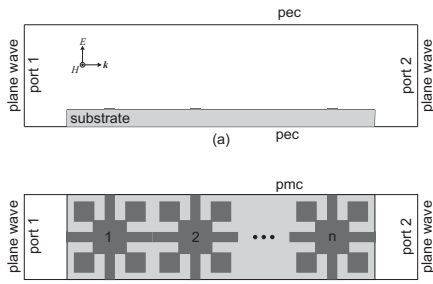 pec
plane wave
port 1
E
H
k
port 2
plane wave
substrate
(a)
pec
pmc
plane wave
port 1
1
2
•••
n
port 2
plane wave